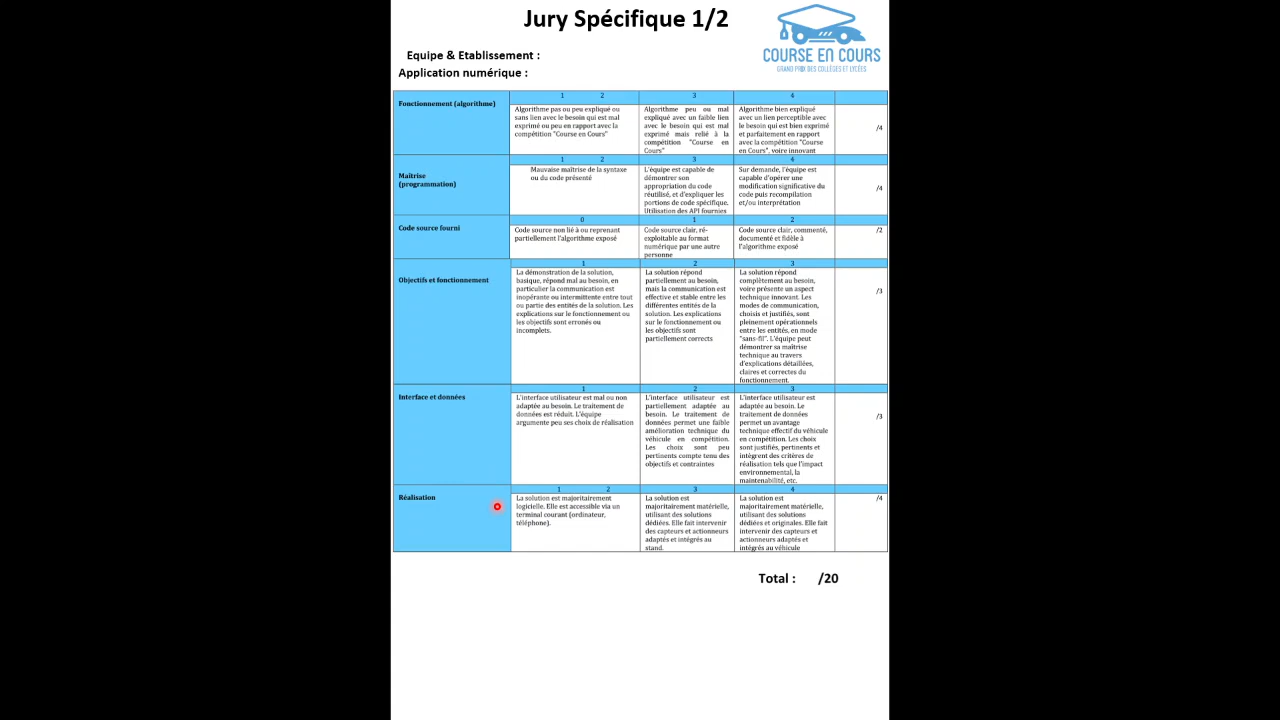 Jury Spécifique 1/2
COURSE EN COURS
GRAND PRIX DES COLLÈGES ET LYCÉES
Equipe & Etablissement :
Application numérique :
Fonctionnement (algorithme)
1 2
Algorithme pas ou peu expliqué ou
sans lien avec le besoin qui est mal
exprimé ou peu en rapport avec la
compétition "Course en Cours"
3
Algorithme peu ou mal
expliqué avec un faible lien
avec le besoin qui est mal
exprimé mais relié à la
compétition "Course en
Cours"
4
Algorithme bien expliqué
avec un lien perceptible avec
le besoin qui est bien exprimé
et parfaitement en rapport
avec la compétition "Course
en Cours", voire innovant
/4
Maîtrise
(programmation)
1 2
Mauvaise maîtrise de la syntaxe
ou du code présenté
3
L'équipe est capable de
démontrer son
appropriation du code
réutilisé, et d'expliquer les
portions de code spécifique.
Utilisation des API fournies
4
Sur demande, l'équipe est
capable d'opérer une
modification significative du
code puis recompilation
et/ou interprétation
/4
Code source fourni
0
Code source non lié à ou reprenant
partiellement l'algorithme exposé
1
Code source clair, ré-
exploitable au format
numérique par une autre
personne
2
Code source clair, commenté,
documenté et fidèle à
l'algorithme exposé
/2
Objectifs et fonctionnement
1
La démonstration de la solution,
basique, répond mal au besoin, en
particulier la communication est
inopérante ou intermittente entre tout
ou partie des entités de la solution. Les
explications sur le fonctionnement ou
les objectifs sont erronés ou
incomplets.
2
La solution répond
partiellement au besoin,
mais la communication est
effective et stable entre les
différentes entités de la
solution. Les explications
sur le fonctionnement ou
les objectifs sont
partiellement corrects
3
La solution répond
complètement au besoin,
voire présente un aspect
technique innovant. Les
modes de communication,
choisis et justifiés, sont
pleinement opérationnels
entre les entités, en mode
"sans-fil". L'équipe peut
démontrer sa maîtrise
technique au travers
d'explications détaillées,
claires et correctes du
fonctionnement.
/3
Interface et données
1
L'interface utilisateur est mal ou non
adaptée au besoin. Le traitement de
données est réduit. L'équipe
argumente peu ses choix de réalisation
2
L'interface utilisateur est
partiellement adaptée au
besoin. Le traitement de
données permet une faible
amélioration technique du
véhicule en compétition.
Les choix sont peu
pertinents compte tenu des
objectifs et contraintes
3
L'interface utilisateur est
adaptée au besoin. Le
traitement de données
permet un avantage
technique effectif du véhicule
en compétition. Les choix
sont justifiés, pertinents et
intègrent des critères de
réalisation tels que l'impact
environnemental, la
maintenabilité, etc.
/3
Réalisation
1 2
La solution est majoritairement
logicielle. Elle est accessible via un
terminal courant (ordinateur,
téléphone).
3
La solution est
majoritairement matérielle,
utilisant des solutions
dédiées. Elle fait intervenir
des capteurs et actionneurs
adaptés et intégrés au
stand.
4
La solution est
majoritairement matérielle,
utilisant des solutions
dédiées et originales. Elle fait
intervenir des capteurs et
actionneurs adaptés et
intégrés au véhicule
/4
Total : /20